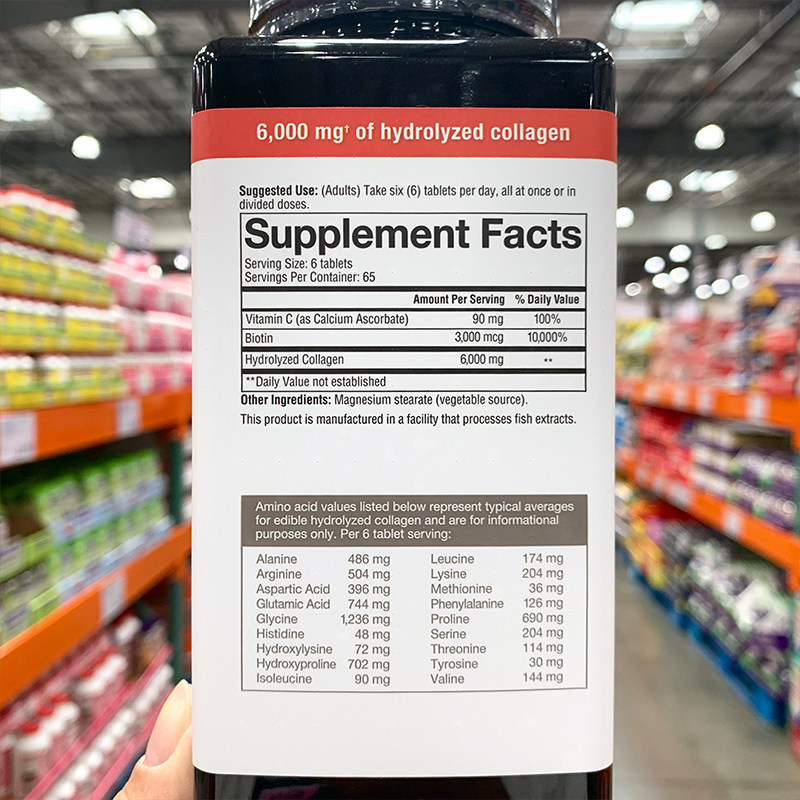 6,000 mg† of hydrolyzed collagen
Suggested Use: (Adults) Take six (6) tablets per day, all at once or in
divided doses.
Supplement Facts
Serving Size: 6 tablets
Servings Per Container: 65
Amount Per Serving % Daily Value
Vitamin C (as Calcium Ascorbate) 90 mg 100%
Biotin 3,000 mcg 10,000%
Hydrolyzed Collagen 6,000 mg **
**Daily Value not established
Other Ingredients: Magnesium stearate (vegetable source).
This product is manufactured in a facility that processes fish extracts.
Amino acid values listed below represent typical averages
for edible hydrolyzed collagen and are for informational
purposes only. Per 6 tablet serving:
Alanine 486 mg Leucine 174 mg
Arginine 504 mg Lysine 204 mg
Aspartic Acid 396 mg Methionine 36 mg
Glutamic Acid 744 mg Phenylalanine 126 mg
Glycine 1,236 mg Proline 690 mg
Histidine 48 mg Serine 204 mg
Hydroxylysine 72 mg Threonine 114 mg
Hydroxyproline 702 mg Tyrosine 30 mg
Isoleucine 90 mg Valine 144 mg